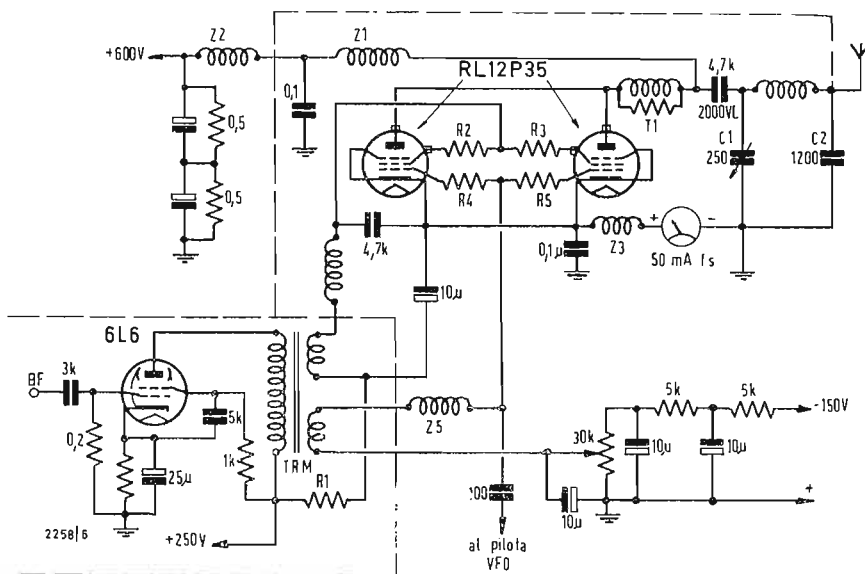 Z2
Z1
+600V
RL12P35
4,7k
2000VL
0,1
0,5
0,5
T1
R2
R3
R4
R5
C1
250
C2
1200
4,7k
0,1µ
Z3
+
-
50 mA fs
10µ
6L6
BF
3k
5k
0,2
25µ
1k
TRM
R1
Z5
5k
5k
-150V
30k
10µ
10µ
+
100
10µ
2258/6
+250V
al pilota
VFO